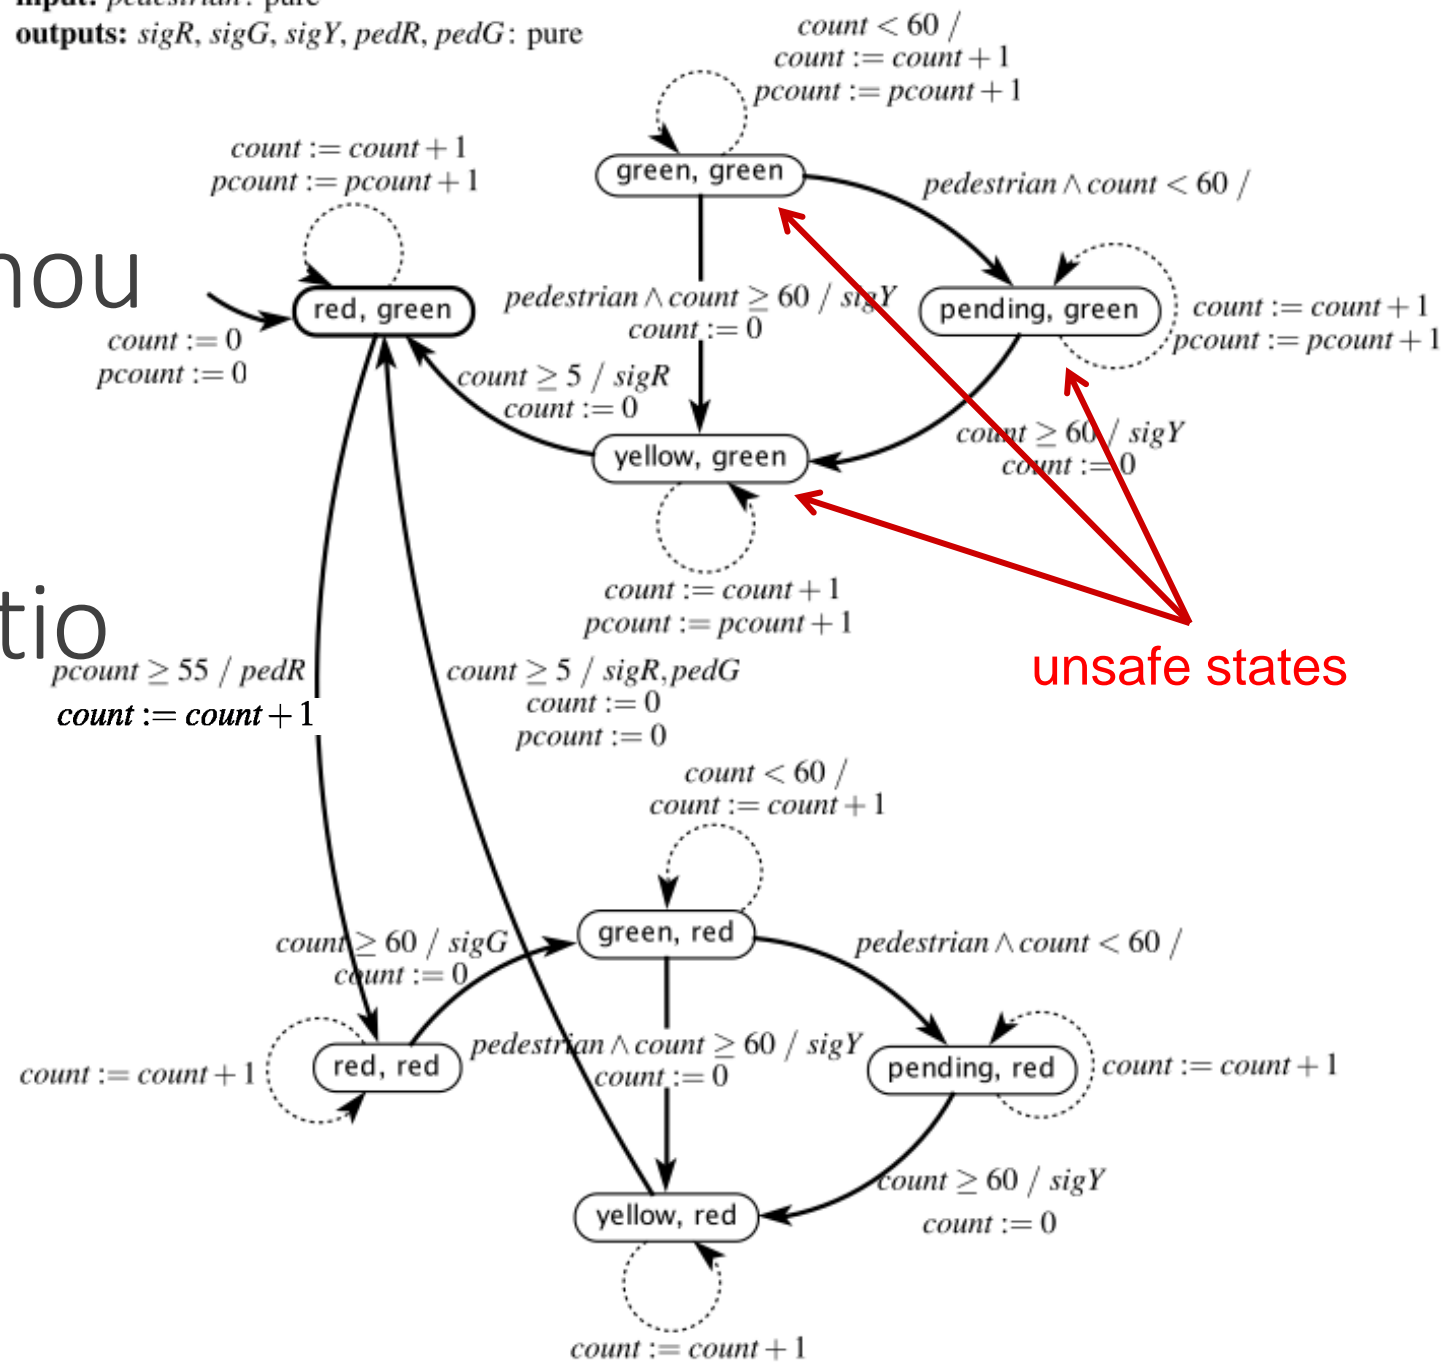 input: pedestrian: pure
outputs: sigR, sigG, sigY, pedR, pedG: pure
count < 60 /
count := count + 1
pcount := pcount + 1
count := count + 1
pcount := pcount + 1
green, green
pedestrian ∧ count < 60 /
nou
red, green
count := 0
pcount := 0
pedestrian ∧ count ≥ 60 / sigY
count := 0
pending, green
count := count + 1
pcount := pcount + 1
count ≥ 5 / sigR
count := 0
yellow, green
count ≥ 60 / sigY
count := 0
count := count + 1
pcount := pcount + 1
tio
unsafe states
pcount ≥ 55 / pedR
count := count + 1
count ≥ 5 / sigR, pedG
count := 0
pcount := 0
count < 60 /
count := count + 1
green, red
pedestrian ∧ count < 60 /
count ≥ 60 / sigG
count := 0
red, red
count := count + 1
pedestrian ∧ count ≥ 60 / sigY
count := 0
pending, red
count := count + 1
yellow, red
count ≥ 60 / sigY
count := 0
count := count + 1